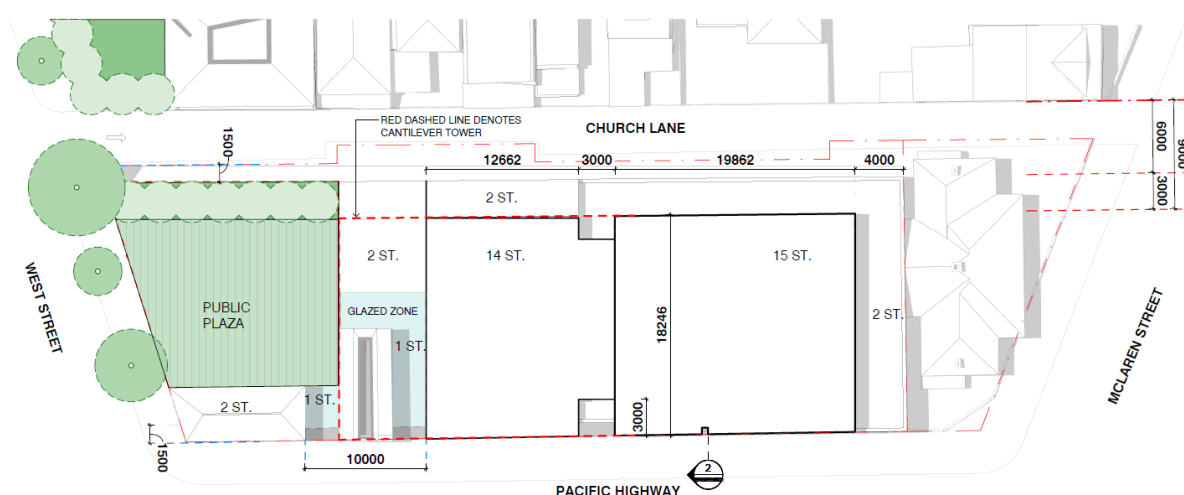 RED DASHED LINE DENOTES
CANTILEVER TOWER
CHURCH LANE
1500
12662
3000
19862
4000
6000
9000
3000
2 ST.
2 ST.
14 ST.
15 ST.
WEST STREET
PUBLIC
PLAZA
GLAZED ZONE
1 ST.
18246
2 ST.
MCLAREN STREET
2 ST.
1 ST.
3000
1500
10000
2
PACIFIC HIGHWAY